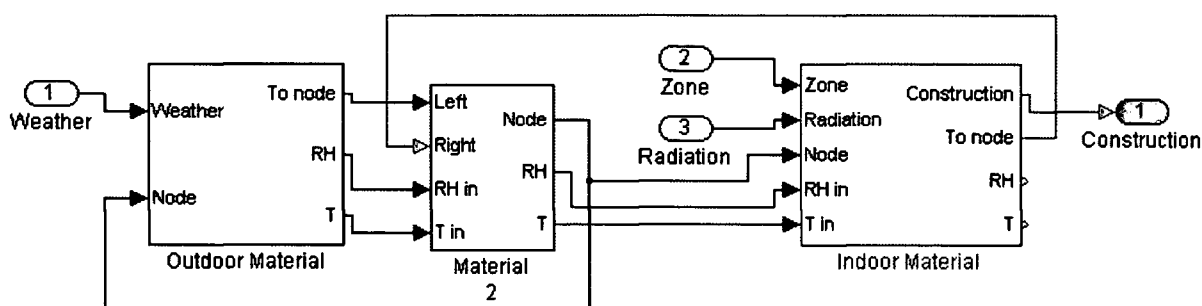 1
Weather
Weather
Node
To node
RH
T
Outdoor Material
Left
Right
RH in
T in
Node
RH
T
Material
2
2
Zone
3
Radiation
Zone
Radiation
Node
RH in
T in
Construction
To node
RH
T
Indoor Material
1
Construction